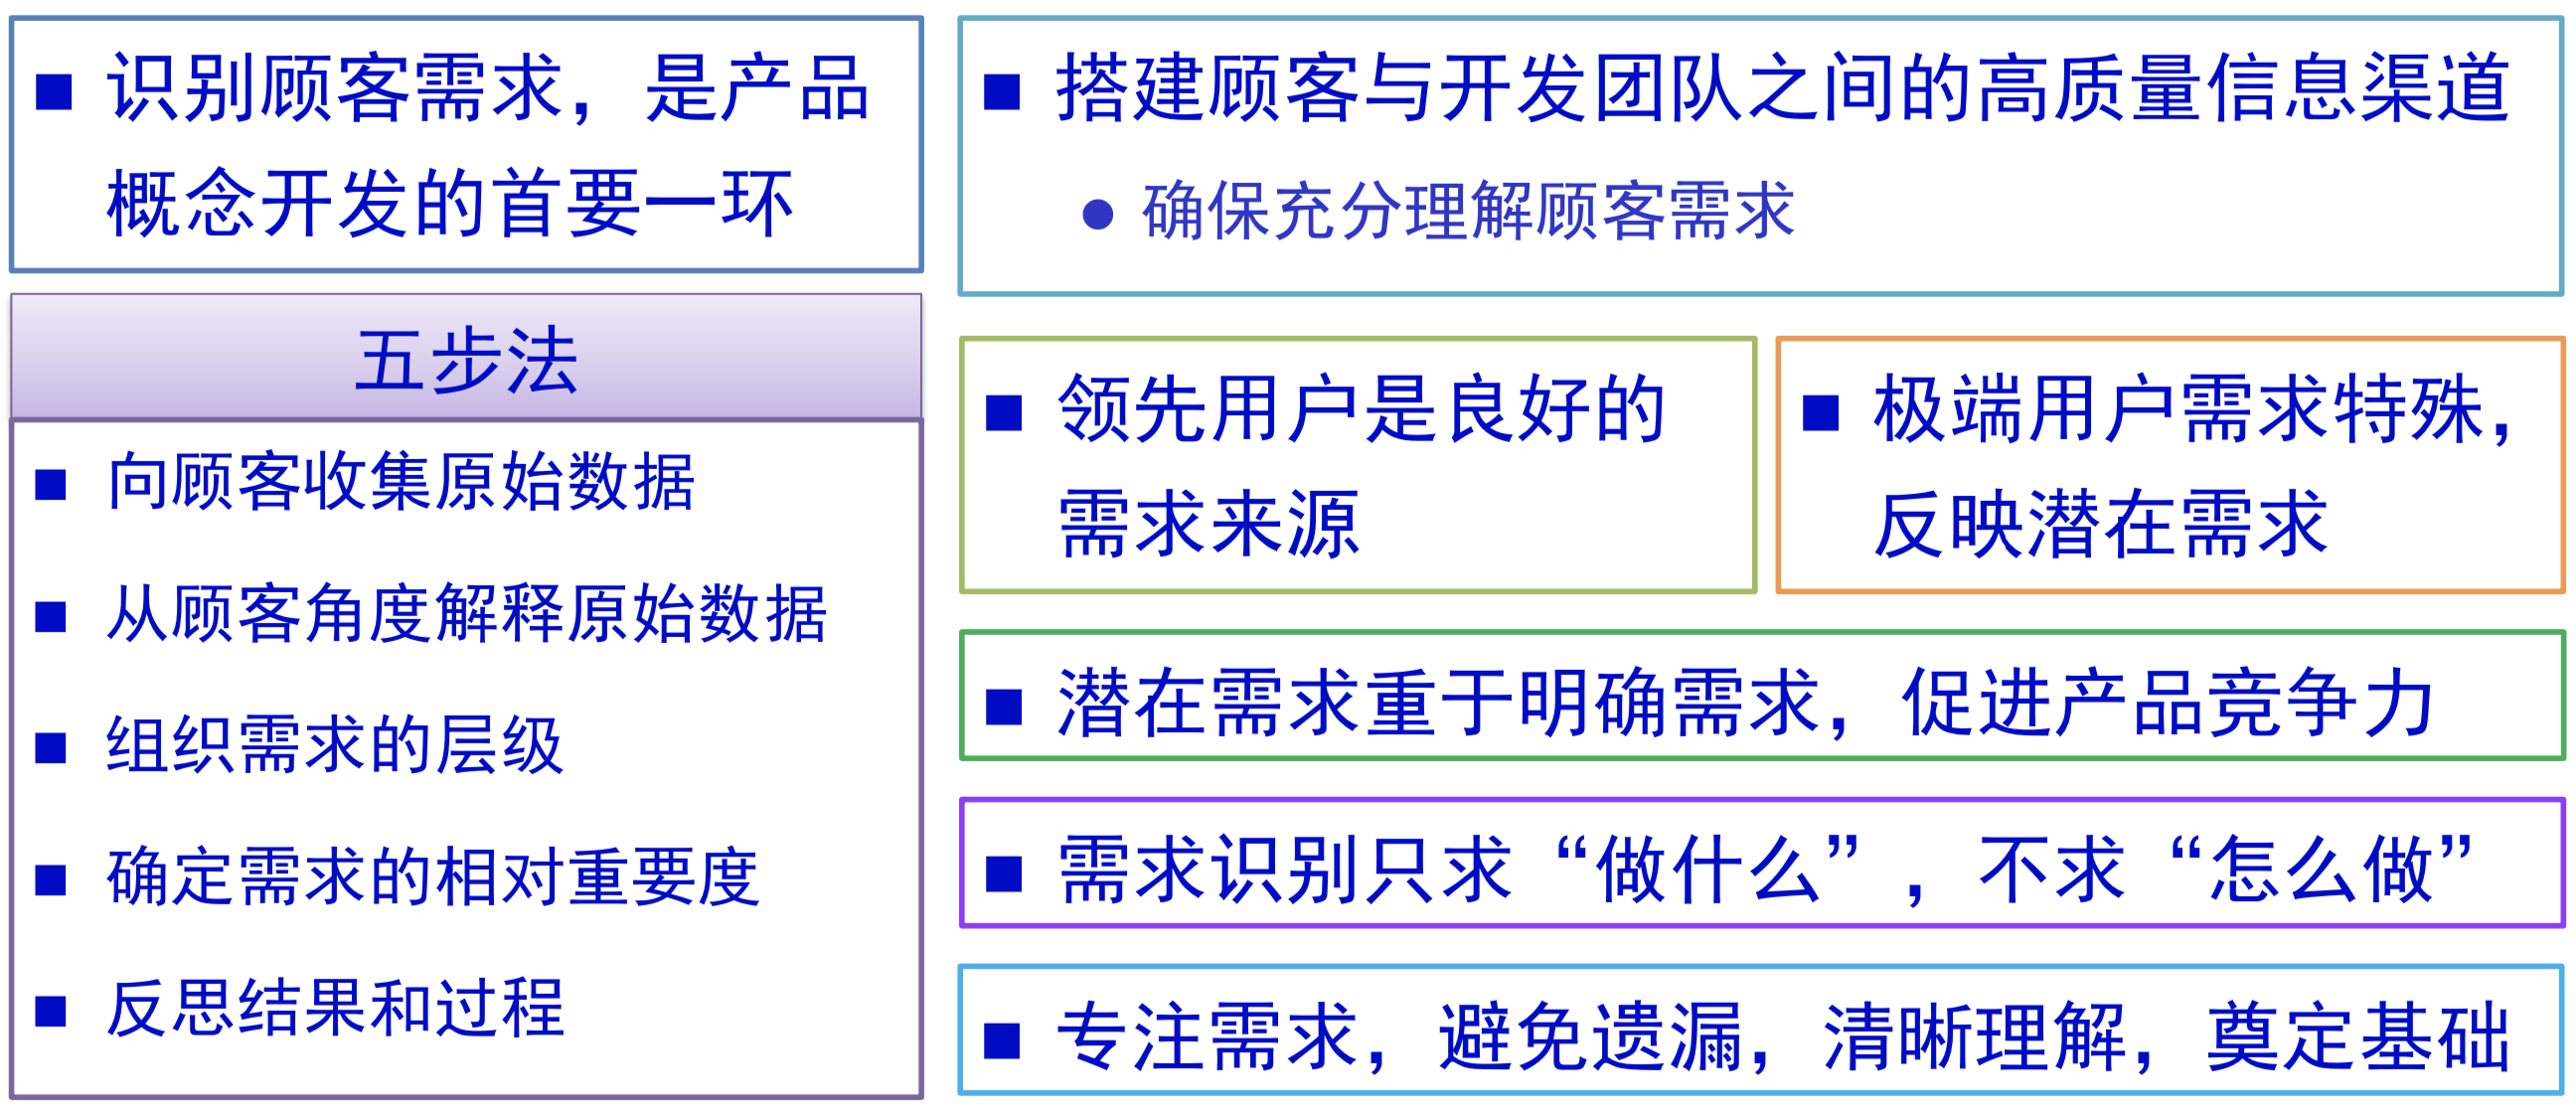 ■ 识别顾客需求，是产品
概念开发的首要一环
五步法
■ 向顾客收集原始数据
■ 从顾客角度解释原始数据
■ 组织需求的层级
■ 确定需求的相对重要度
■ 反思结果和过程
■ 搭建顾客与开发团队之间的高质量信息渠道
● 确保充分理解顾客需求
■ 领先用户是良好的
需求来源
■ 极端用户需求特殊，
反映潜在需求
■ 潜在需求重于明确需求，促进产品竞争力
■ 需求识别只求“做什么”，不求“怎么做”
■ 专注需求，避免遗漏，清晰理解，奠定基础